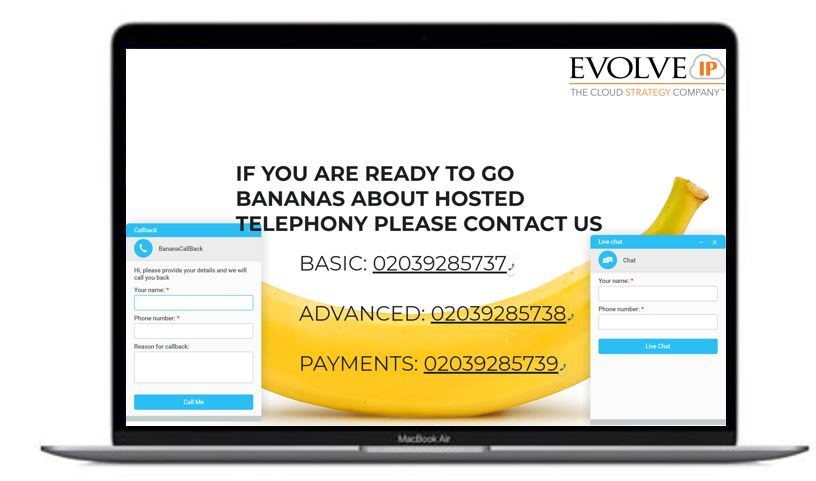 EVOLVE IP
THE CLOUD STRATEGY COMPANY™
IF YOU ARE READY TO GO
BANANAS ABOUT HOSTED
TELEPHONY PLEASE CONTACT US
BASIC: 02039285737
ADVANCED: 02039285738
PAYMENTS: 02039285739
Callback
BananaCallBack
Hi, please provide your details and we will
call you back
Your name: *
Phone number: *
Reason for callback:
Call Me
Live chat
Chat
Your name: *
Phone number: *
Live Chat
MacBook Air